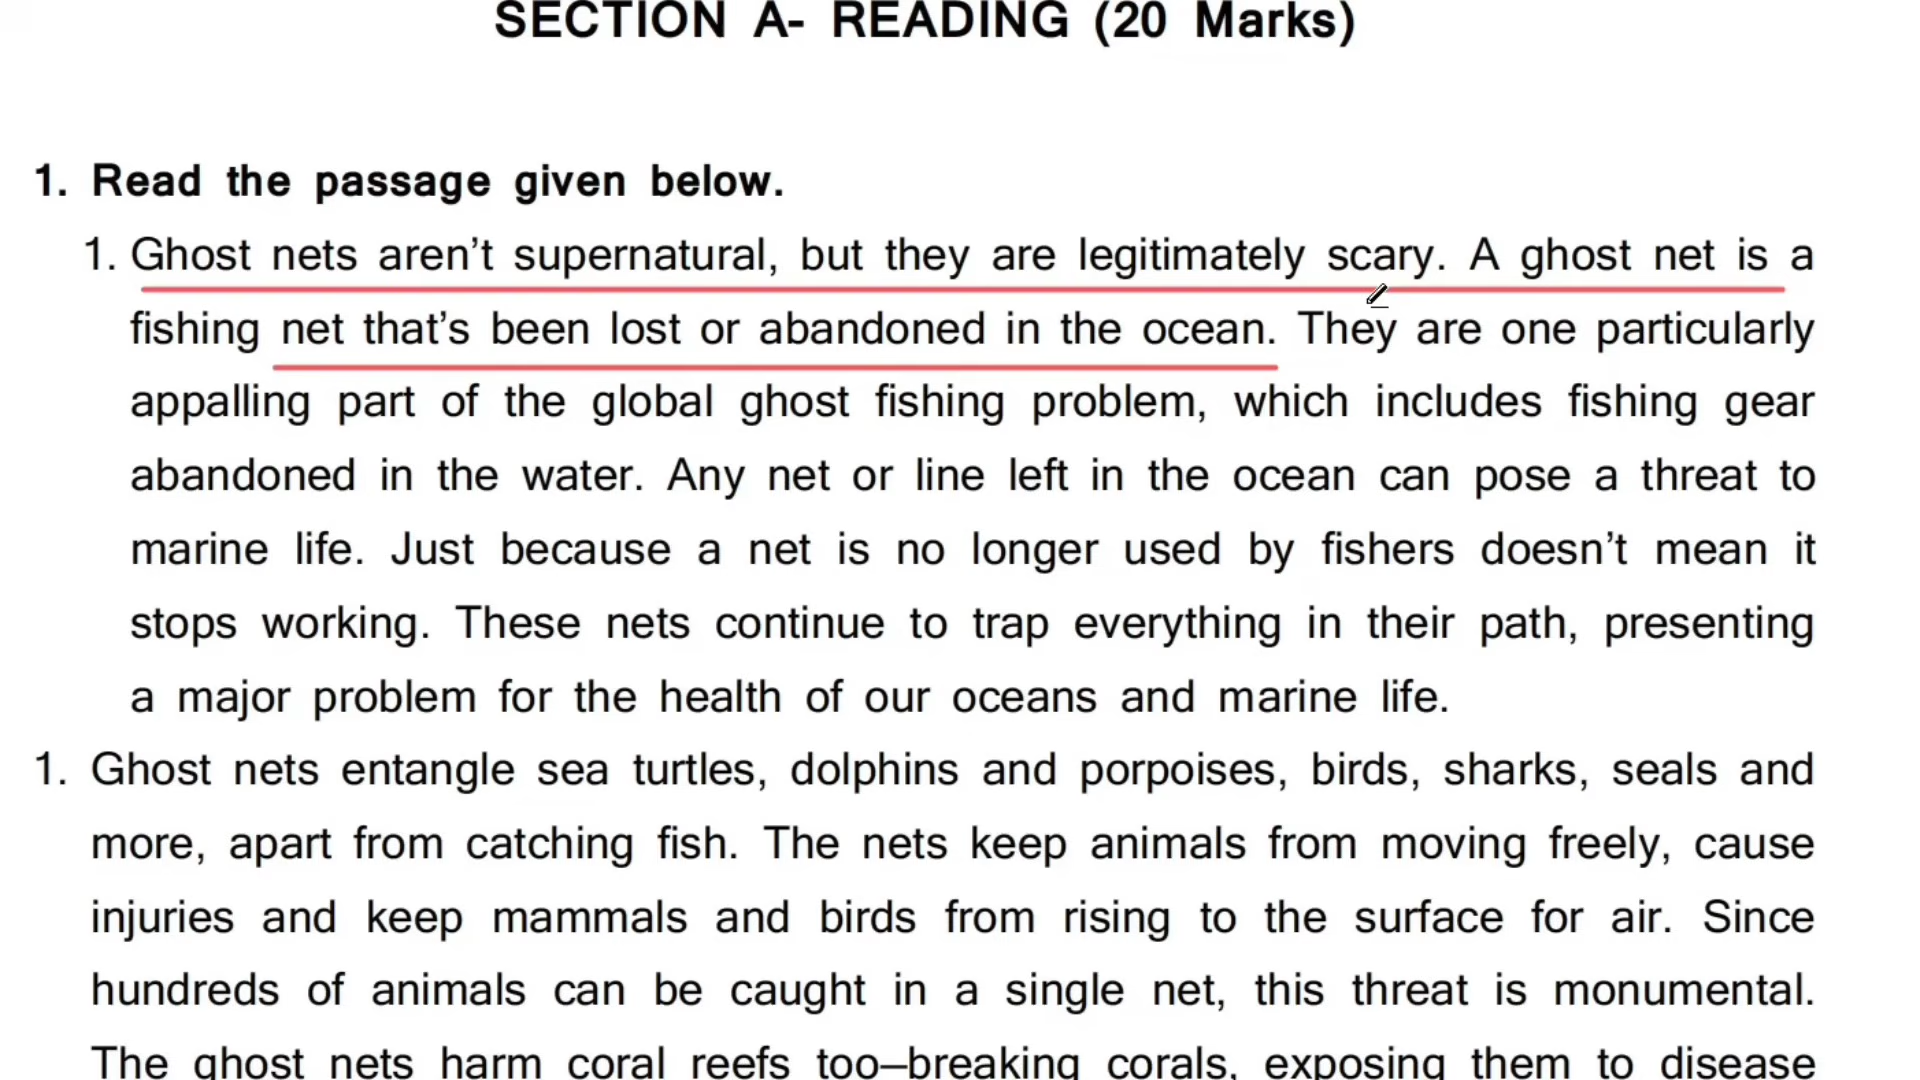 SECTION A- READING (20 Marks)
1. Read the passage given below.
1. Ghost nets aren’t supernatural, but they are legitimately scary. A ghost net is a
fishing net that’s been lost or abandoned in the ocean. They are one particularly
appalling part of the global ghost fishing problem, which includes fishing gear
abandoned in the water. Any net or line left in the ocean can pose a threat to
marine life. Just because a net is no longer used by fishers doesn’t mean it
stops working. These nets continue to trap everything in their path, presenting
a major problem for the health of our oceans and marine life.
1. Ghost nets entangle sea turtles, dolphins and porpoises, birds, sharks, seals and
more, apart from catching fish. The nets keep animals from moving freely, cause
injuries and keep mammals and birds from rising to the surface for air. Since
hundreds of animals can be caught in a single net, this threat is monumental.
The ghost nets harm coral reefs too–breaking corals, exposing them to disease